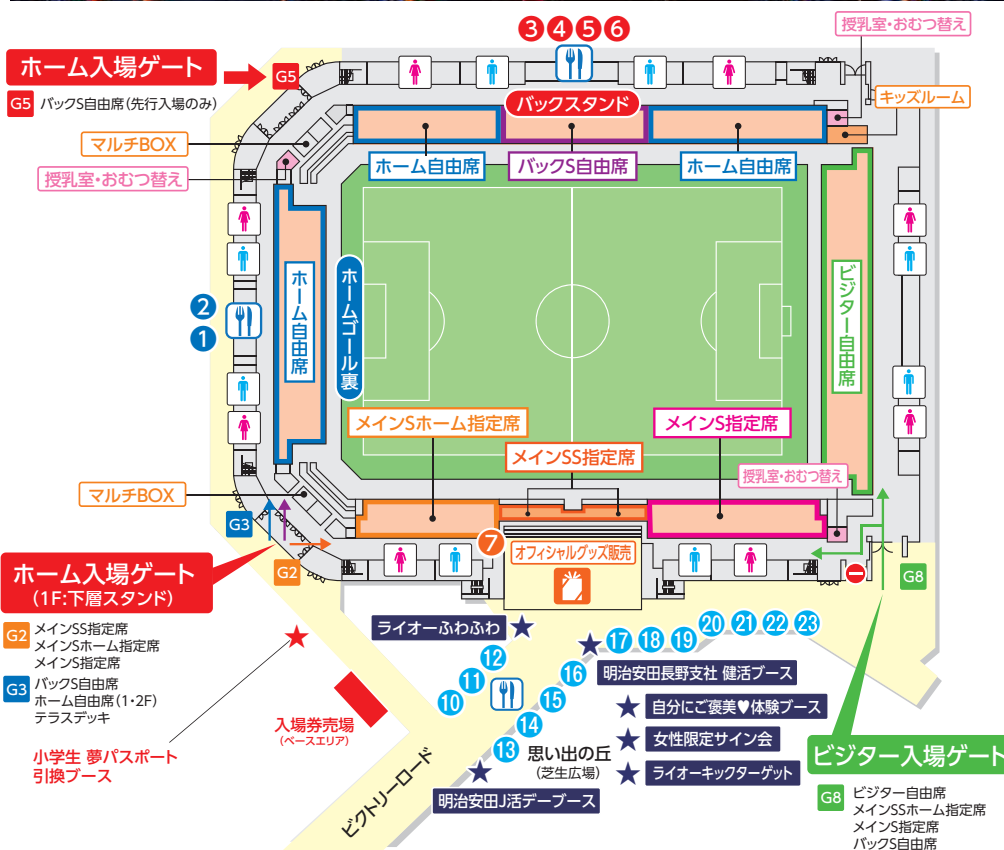 3 4 5 6
授乳室・おむつ替え
ホーム入場ゲート
G5
G5 バックS自由席(先行入場のみ)
バックスタンド
キッズルーム
マルチBOX
ホーム自由席
バックS自由席
ホーム自由席
授乳室・おむつ替え
ホーム自由席
ホームゴール裏
ビジター自由席
2
1
メインSホーム指定席
メインS指定席
メインSS指定席
授乳室・おむつ替え
マルチBOX
G3
G2
7
オフィシャルグッズ販売
G8
ホーム入場ゲート
(1F:下層スタンド)
G2 メインSS指定席
メインSホーム指定席
メインS指定席
G3 バックS自由席
ホーム自由席(1・2F)
テラスデッキ
小学生 夢パスポート
引換ブース
入場券売場
(ベースエリア)
ライオーふわふわ
10 11 12
13 14 15 16
17 18 19 20 21 22 23
明治安田長野支社 健活ブース
自分にご褒美♥体験ブース
女性限定サイン会
ライオーキックターゲット
思い出の丘
(芝生広場)
明治安田J活デーブース
ビクトリーロード
ビジター入場ゲート
G8 ビジター自由席
メインSSホーム指定席
メインS指定席
バックS自由席